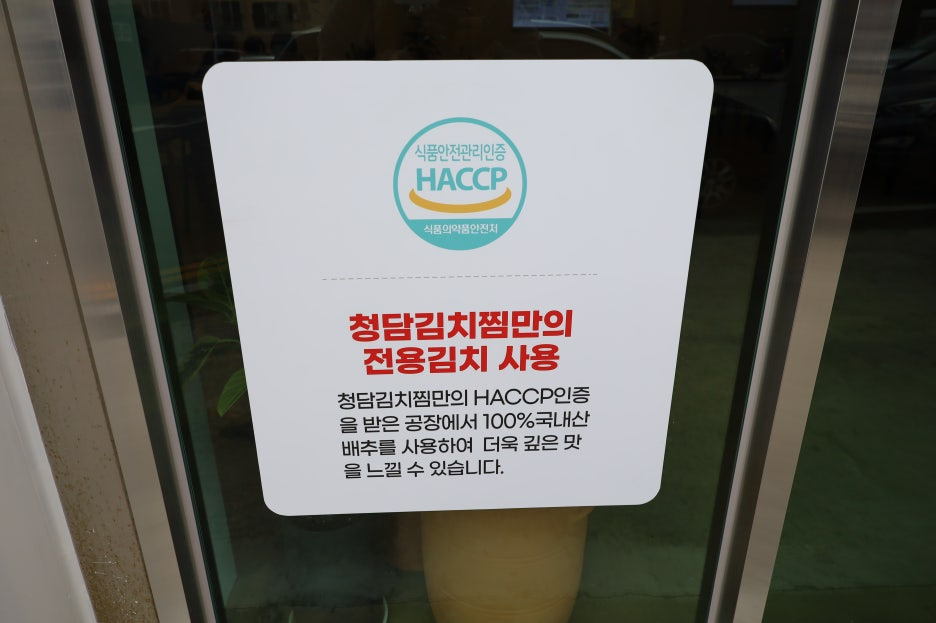 식품안전관리인증
HACCP
식품의약품안전처
청담김치찜만의
전용김치 사용
청담김치찜만의 HACCP인증
을 받은 공장에서 100%국내산
배추를 사용하여 더욱 깊은 맛
을 느낄 수 있습니다.